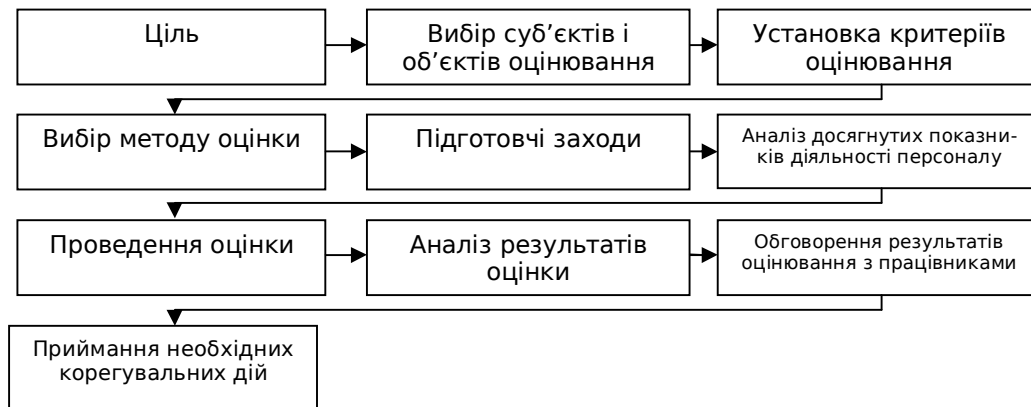 Ціль
Вибір суб’єктів і
об’єктів оцінювання
Установка критеріїв
оцінювання
Вибір методу оцінки
Підготовчі заходи
Аналіз досягнутих показни-
ків діяльності персоналу
Проведення оцінки
Аналіз результатів
оцінки
Обговорення результатів
оцінювання з працівниками
Приймання необхідних
корегувальних дій